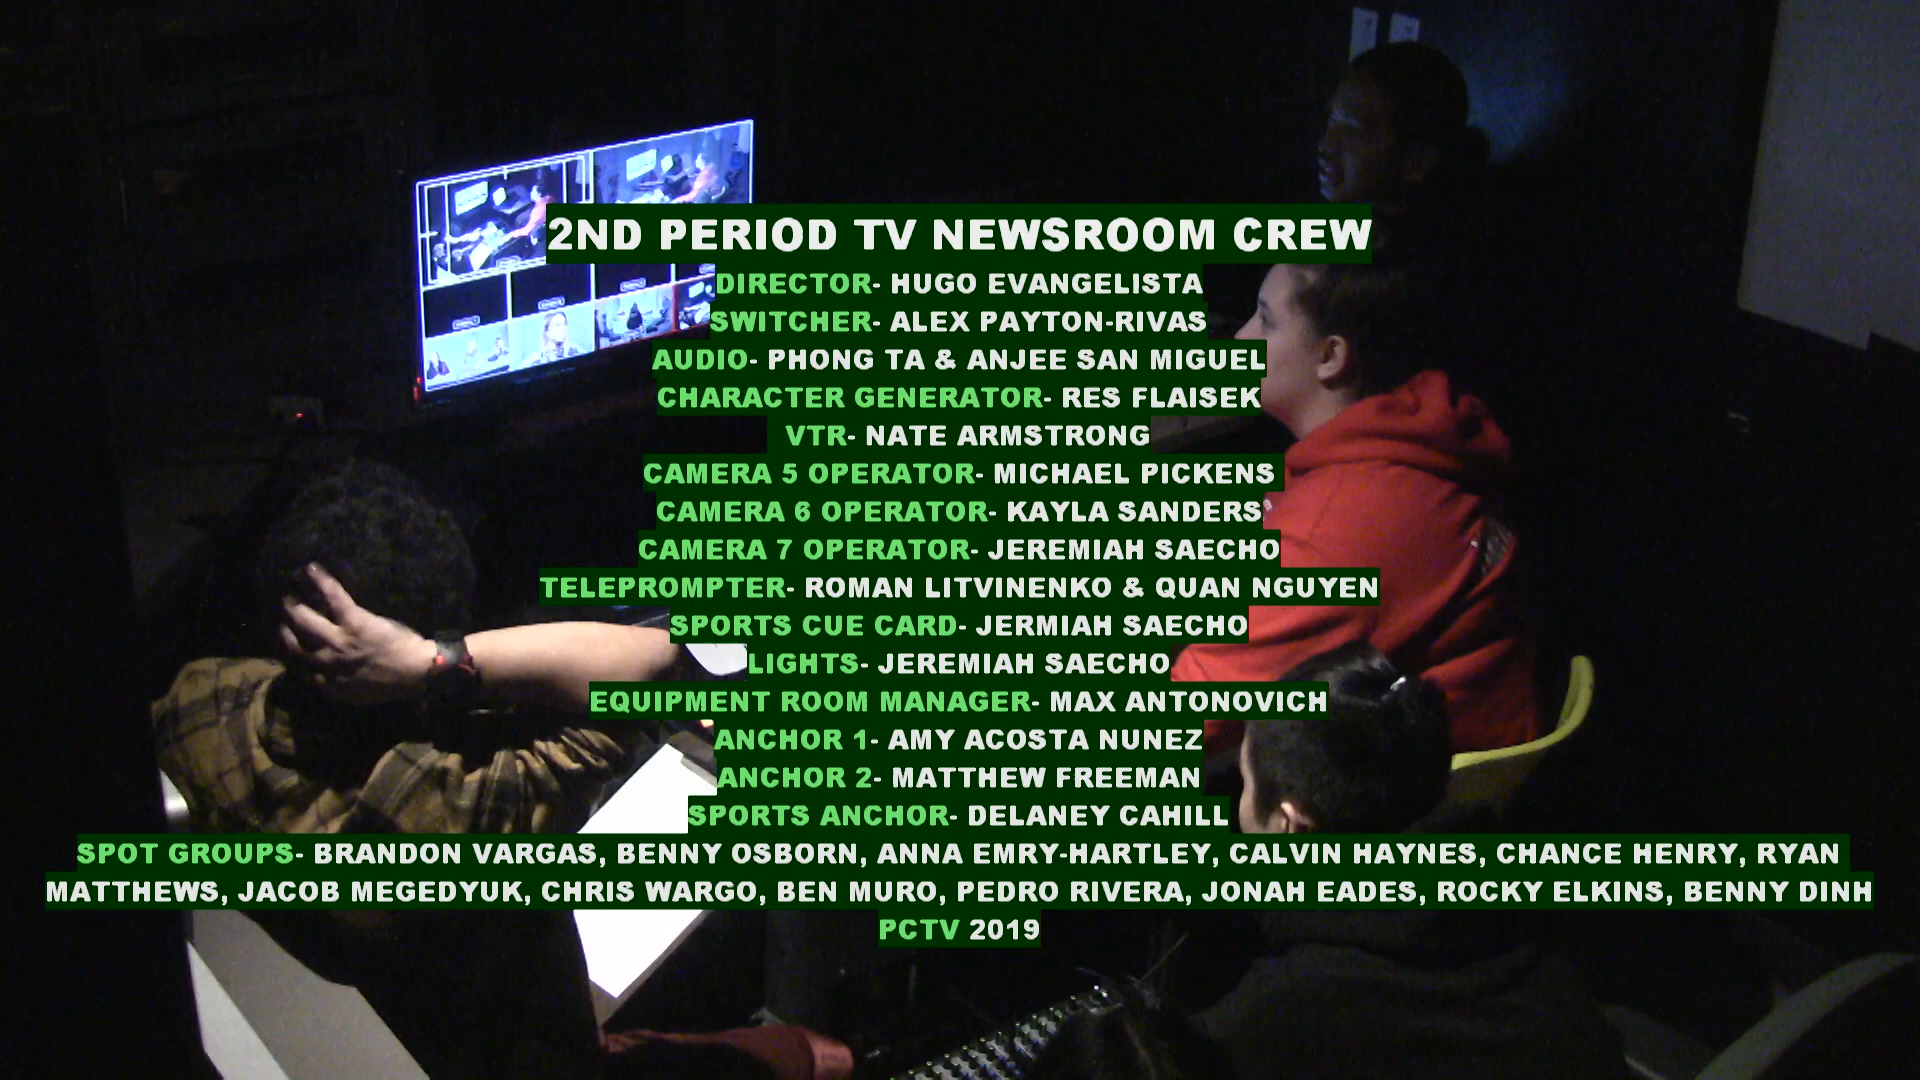 2ND PERIOD TV NEWSROOM CREW
DIRECTOR- HUGO EVANGELISTA
SWITCHER- ALEX PAYTON-RIVAS
AUDIO- PHONG TA & ANJEE SAN MIGUEL
CHARACTER GENERATOR- RES FLAISEK
VTR- NATE ARMSTRONG
CAMERA 5 OPERATOR- MICHAEL PICKENS
CAMERA 6 OPERATOR- KAYLA SANDERS
CAMERA 7 OPERATOR- JEREMIAH SAECHO
TELEPROMPTER- ROMAN LITVINENKO & QUAN NGUYEN
SPORTS CUE CARD- JERMIAH SAECHO
LIGHTS- JEREMIAH SAECHO
EQUIPMENT ROOM MANAGER- MAX ANTONOVICH
ANCHOR 1- AMY ACOSTA NUNEZ
ANCHOR 2- MATTHEW FREEMAN
SPORTS ANCHOR- DELANEY CAHILL
SPOT GROUPS- BRANDON VARGAS, BENNY OSBORN, ANNA EMRY-HARTLEY, CALVIN HAYNES, CHANCE HENRY, RYAN
MATTHEWS, JACOB MEGEDYUK, CHRIS WARGO, BEN MURO, PEDRO RIVERA, JONAH EADES, ROCKY ELKINS, BENNY DINH
PCTV 2019